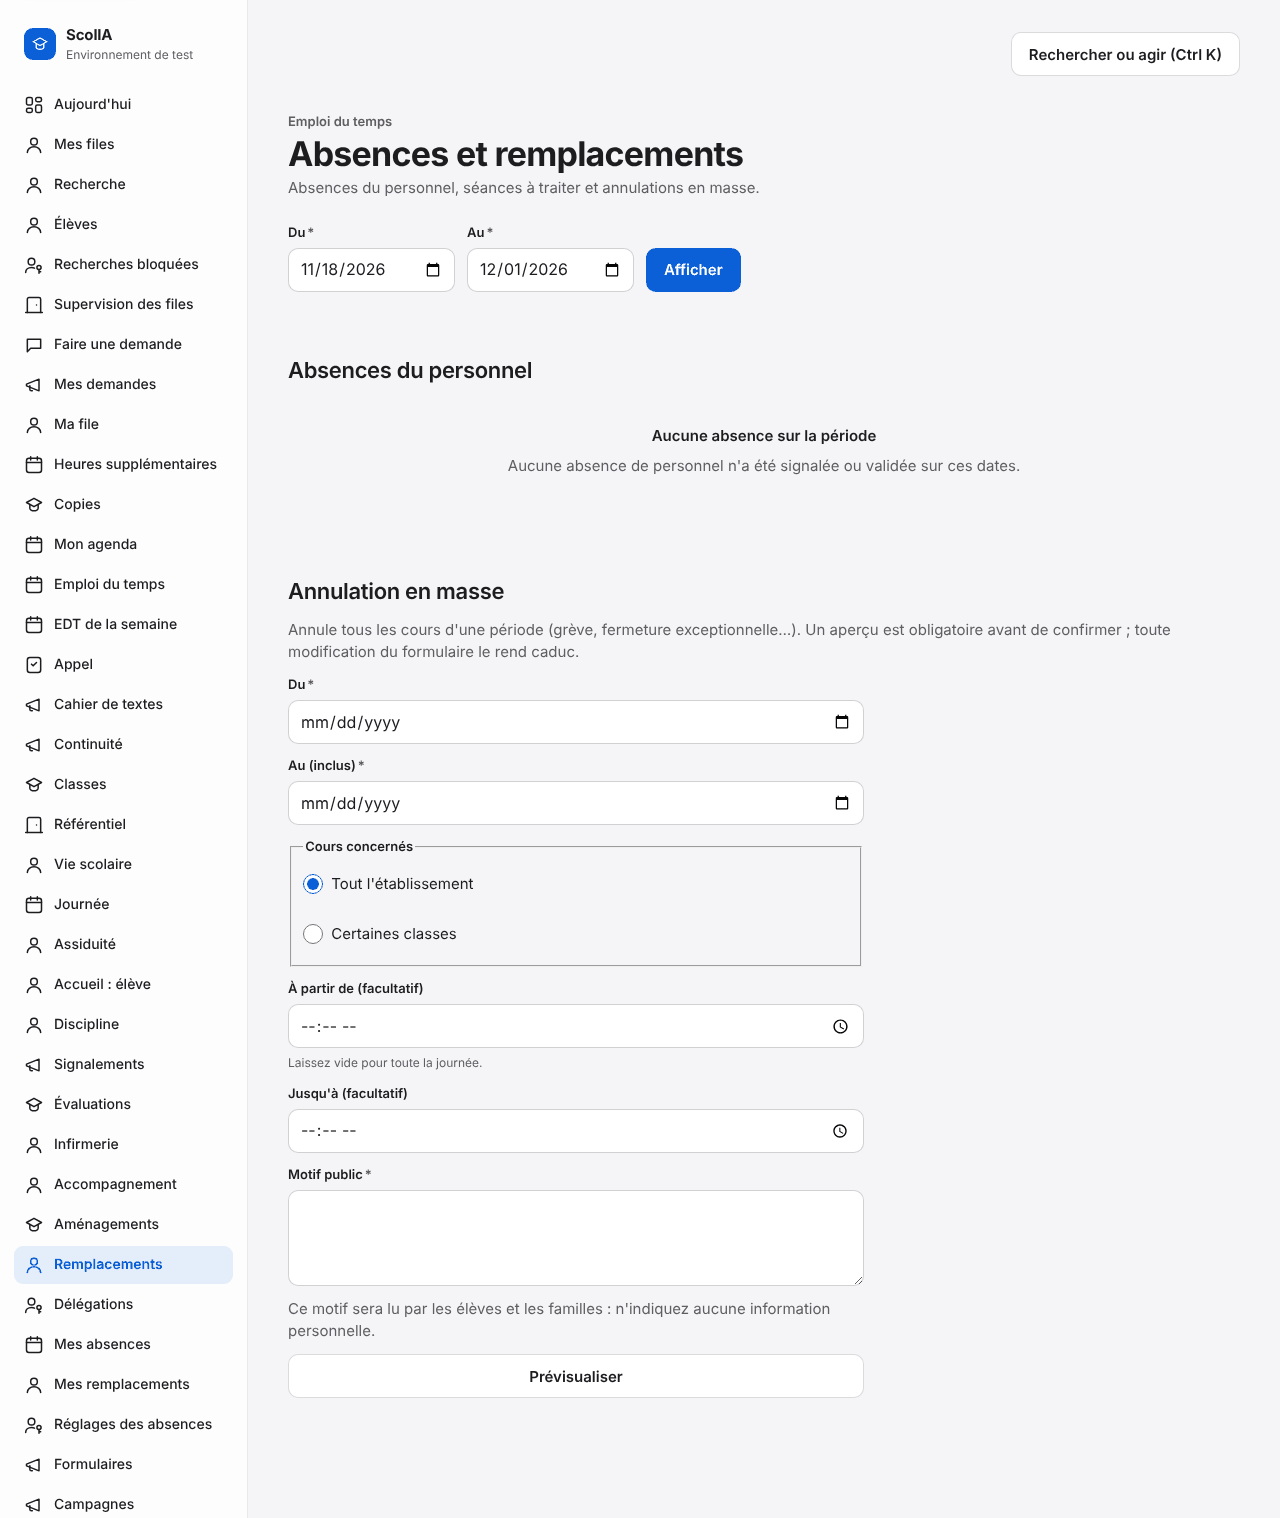 ScollA
Environnement de test
Rechercher ou agir (Ctrl K)
Aujourd'hui
Mes files
Recherche
Élèves
Recherches bloquées
Supervision des files
Faire une demande
Mes demandes
Ma file
Heures supplémentaires
Copies
Mon agenda
Emploi du temps
EDT de la semaine
Appel
Cahier de textes
Continuité
Classes
Référentiel
Vie scolaire
Journée
Assiduité
Accueil : élève
Discipline
Signalements
Évaluations
Infirmerie
Accompagnement
Aménagements
Remplacements
Délégations
Mes absences
Mes remplacements
Réglages des absences
Formulaires
Campagnes
Emploi du temps
Absences et remplacements
Absences du personnel, séances à traiter et annulations en masse.
Du * Au *
11/18/2026 12/01/2026 Afficher
Absences du personnel
Aucune absence sur la période
Aucune absence de personnel n'a été signalée ou validée sur ces dates.
Annulation en masse
Annule tous les cours d'une période (grève, fermeture exceptionnelle…). Un aperçu est obligatoire avant de confirmer ; toute
modification du formulaire le rend caduc.
Du *
mm/dd/yyyy
Au (inclus) *
mm/dd/yyyy
Cours concernés
Tout l'établissement
Certaines classes
À partir de (facultatif)
--:-- --
Laissez vide pour toute la journée.
Jusqu'à (facultatif)
--:-- --
Motif public *
Ce motif sera lu par les élèves et les familles : n'indiquez aucune information
personnelle.
Prévisualiser